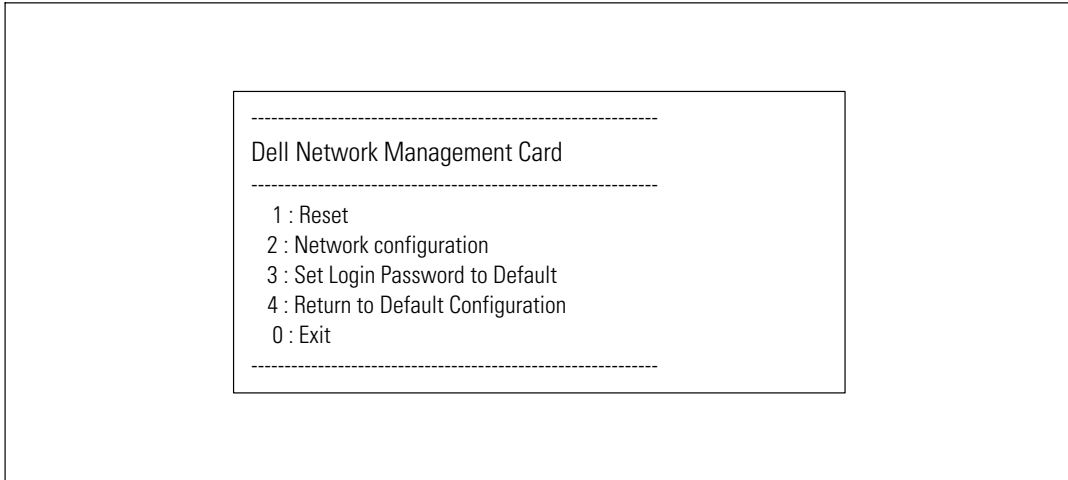 ------------------------------------------------------------
Dell Network Management Card
------------------------------------------------------------
1 : Reset
2 : Network configuration
3 : Set Login Password to Default
4 : Return to Default Configuration
0 : Exit
------------------------------------------------------------